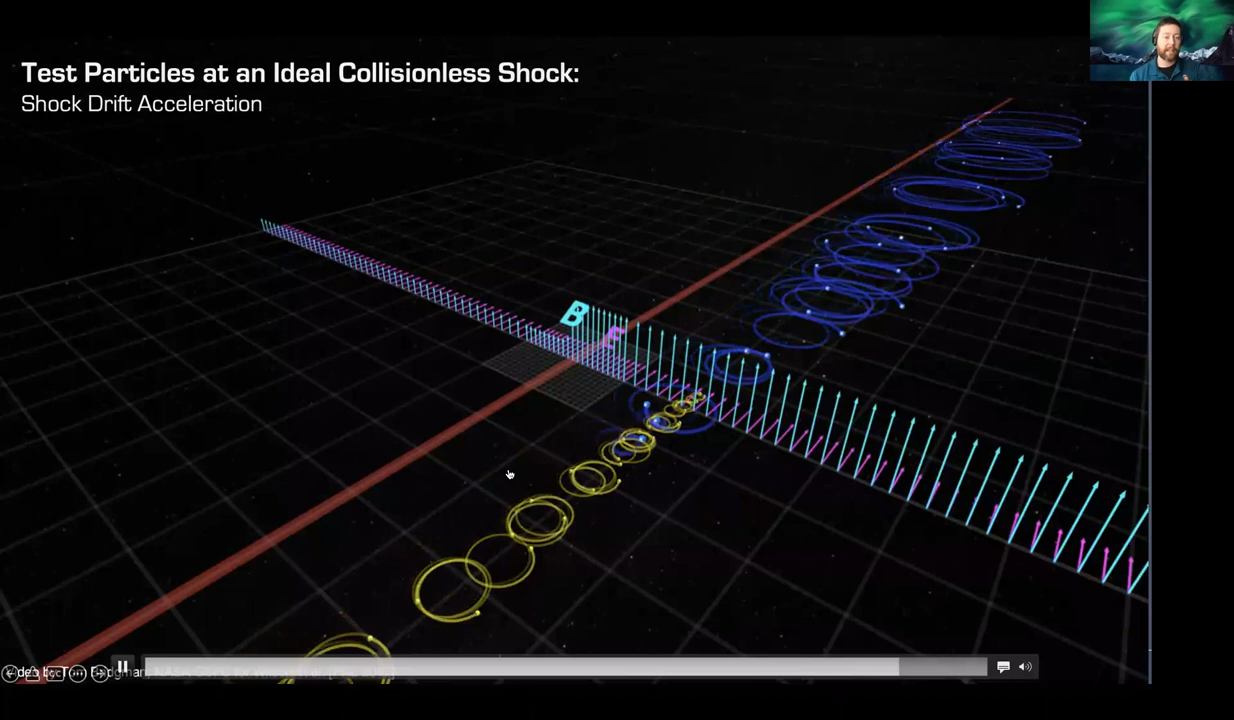 Test Particles at an Ideal Collisionless Shock:
Shock Drift Acceleration
B
E